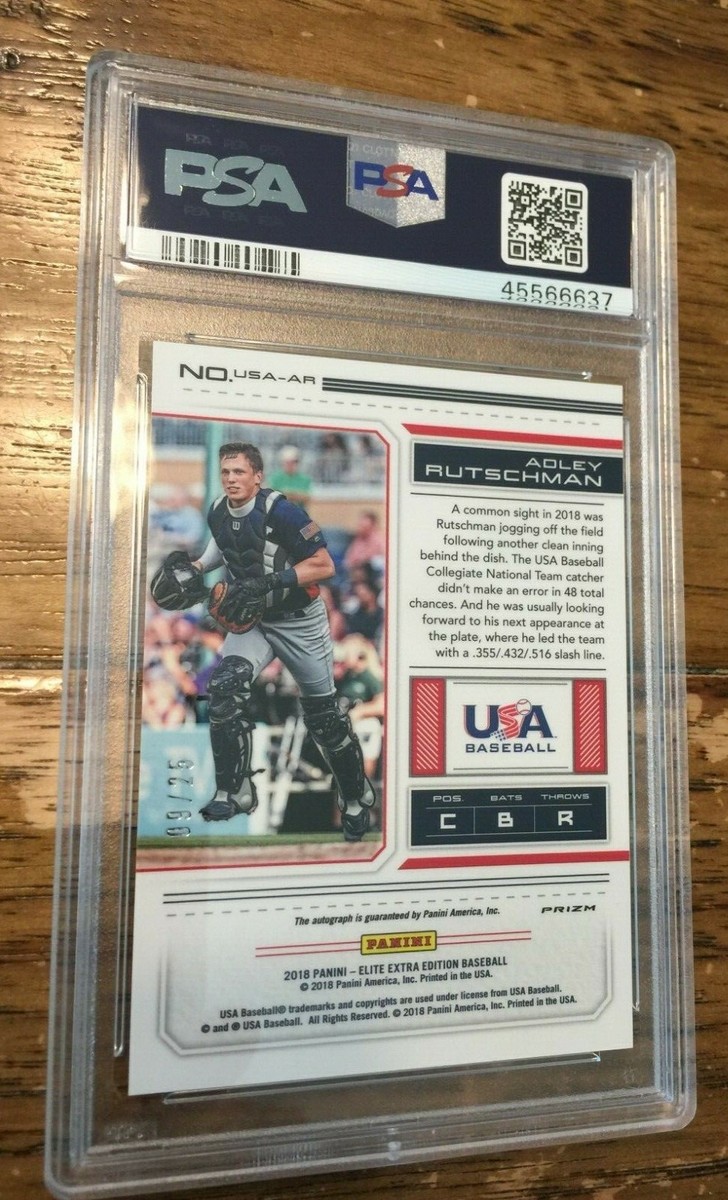 PSA
PSA
45566637
NO. USA-AR
ADLEY
RUTSCHMAN
A common sight in 2018 was
Rutschman jogging off the field
following another clean inning
behind the dish. The USA Baseball
Collegiate National Team catcher
didn't make an error in 48 total
chances. And he was usually looking
forward to his next appearance at
the plate, where he led the team
with a .355/.432/.516 slash line.
USA
BASEBALL
POS. BATS THROWS
C B R
09/25
The autograph is guaranteed by Panini America, Inc.
PRIZM
PANINI
2018 PANINI – ELITE EXTRA EDITION BASEBALL
© 2018 Panini America, Inc. Printed in the USA.
USA Baseball® trademarks and copyrights are used under license from USA Baseball.
© and ® USA Baseball. All Rights Reserved. © 2018 Panini America, Inc. Printed in the USA.